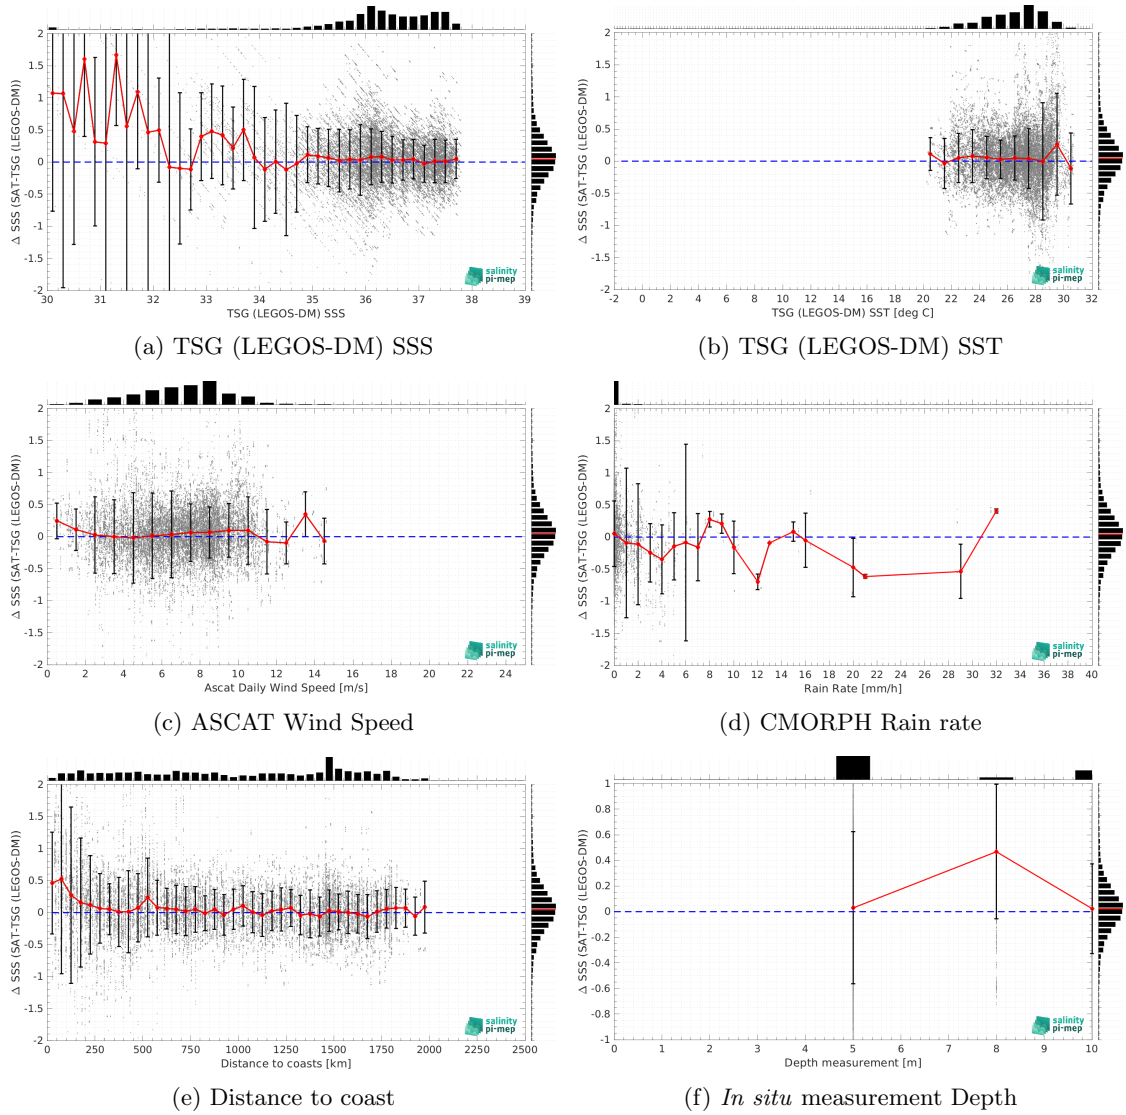 2
1.5
1
0.5
0
-0.5
-1
-1.5
-2
Δ SSS (SAT-TSG (LEGOS-DM))
30 31 32 33 34 35 36 37 38 39
TSG (LEGOS-DM) SSS
salinity
pi-mep
(a) TSG (LEGOS-DM) SSS
2
1.5
1
0.5
0
-0.5
-1
-1.5
-2
Δ SSS (SAT-TSG (LEGOS-DM))
-2 0 2 4 6 8 10 12 14 16 18 20 22 24 26 28 30 32
TSG (LEGOS-DM) SST [deg C]
salinity
pi-mep
(b) TSG (LEGOS-DM) SST
2
1.5
1
0.5
0
-0.5
-1
-1.5
-2
Δ SSS (SAT-TSG (LEGOS-DM))
0 2 4 6 8 10 12 14 16 18 20 22 24
Ascat Daily Wind Speed [m/s]
salinity
pi-mep
(c) ASCAT Wind Speed
2
1.5
1
0.5
0
-0.5
-1
-1.5
-2
Δ SSS (SAT-TSG (LEGOS-DM))
0 2 4 6 8 10 12 14 16 18 20 22 24 26 28 30 32 34 36 38 40
Rain Rate [mm/h]
salinity
pi-mep
(d) CMORPH Rain rate
2
1.5
1
0.5
0
-0.5
-1
-1.5
-2
Δ SSS (SAT-TSG (LEGOS-DM))
0 250 500 750 1000 1250 1500 1750 2000 2250 2500
Distance to coasts [km]
salinity
pi-mep
(e) Distance to coast
1
0.8
0.6
0.4
0.2
0
-0.2
-0.4
-0.6
-0.8
-1
Δ SSS (SAT-TSG (LEGOS-DM))
0 1 2 3 4 5 6 7 8 9 10
Depth measurement [m]
salinity
pi-mep
(f) In situ measurement Depth